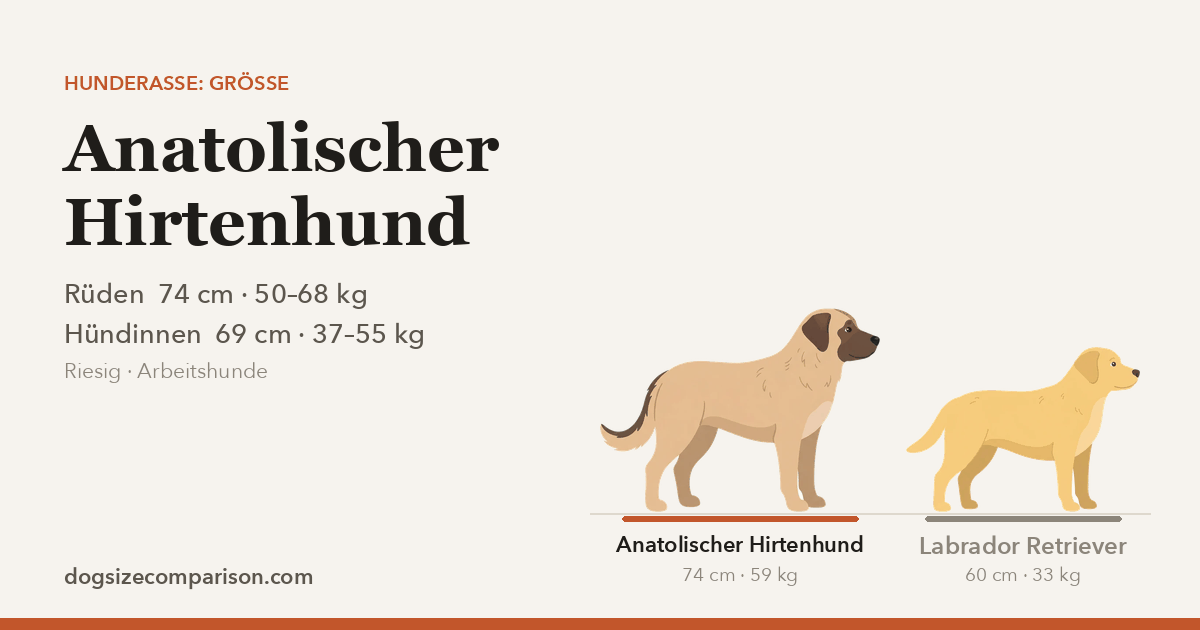 HUNDERASSE: GRÖSSE
Anatolischer
Hirtenhund
Rüden 74 cm · 50–68 kg
Hündinnen 69 cm · 37–55 kg
Riesig · Arbeitshunde
Anatolischer Hirtenhund
74 cm · 59 kg
Labrador Retriever
60 cm · 33 kg
dogsizecomparison.com